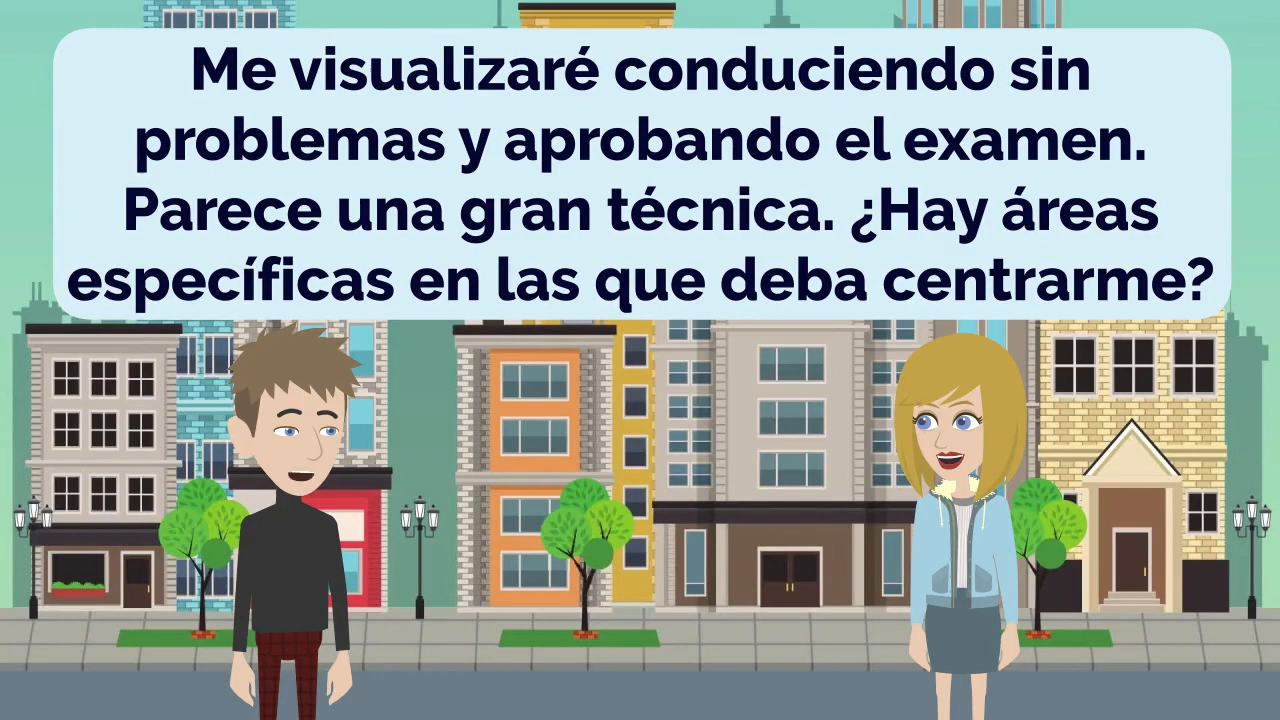 Me visualizaré conduciendo sin
problemas y aprobando el examen.
Parece una gran técnica. ¿Hay áreas
específicas en las que deba centrarme?